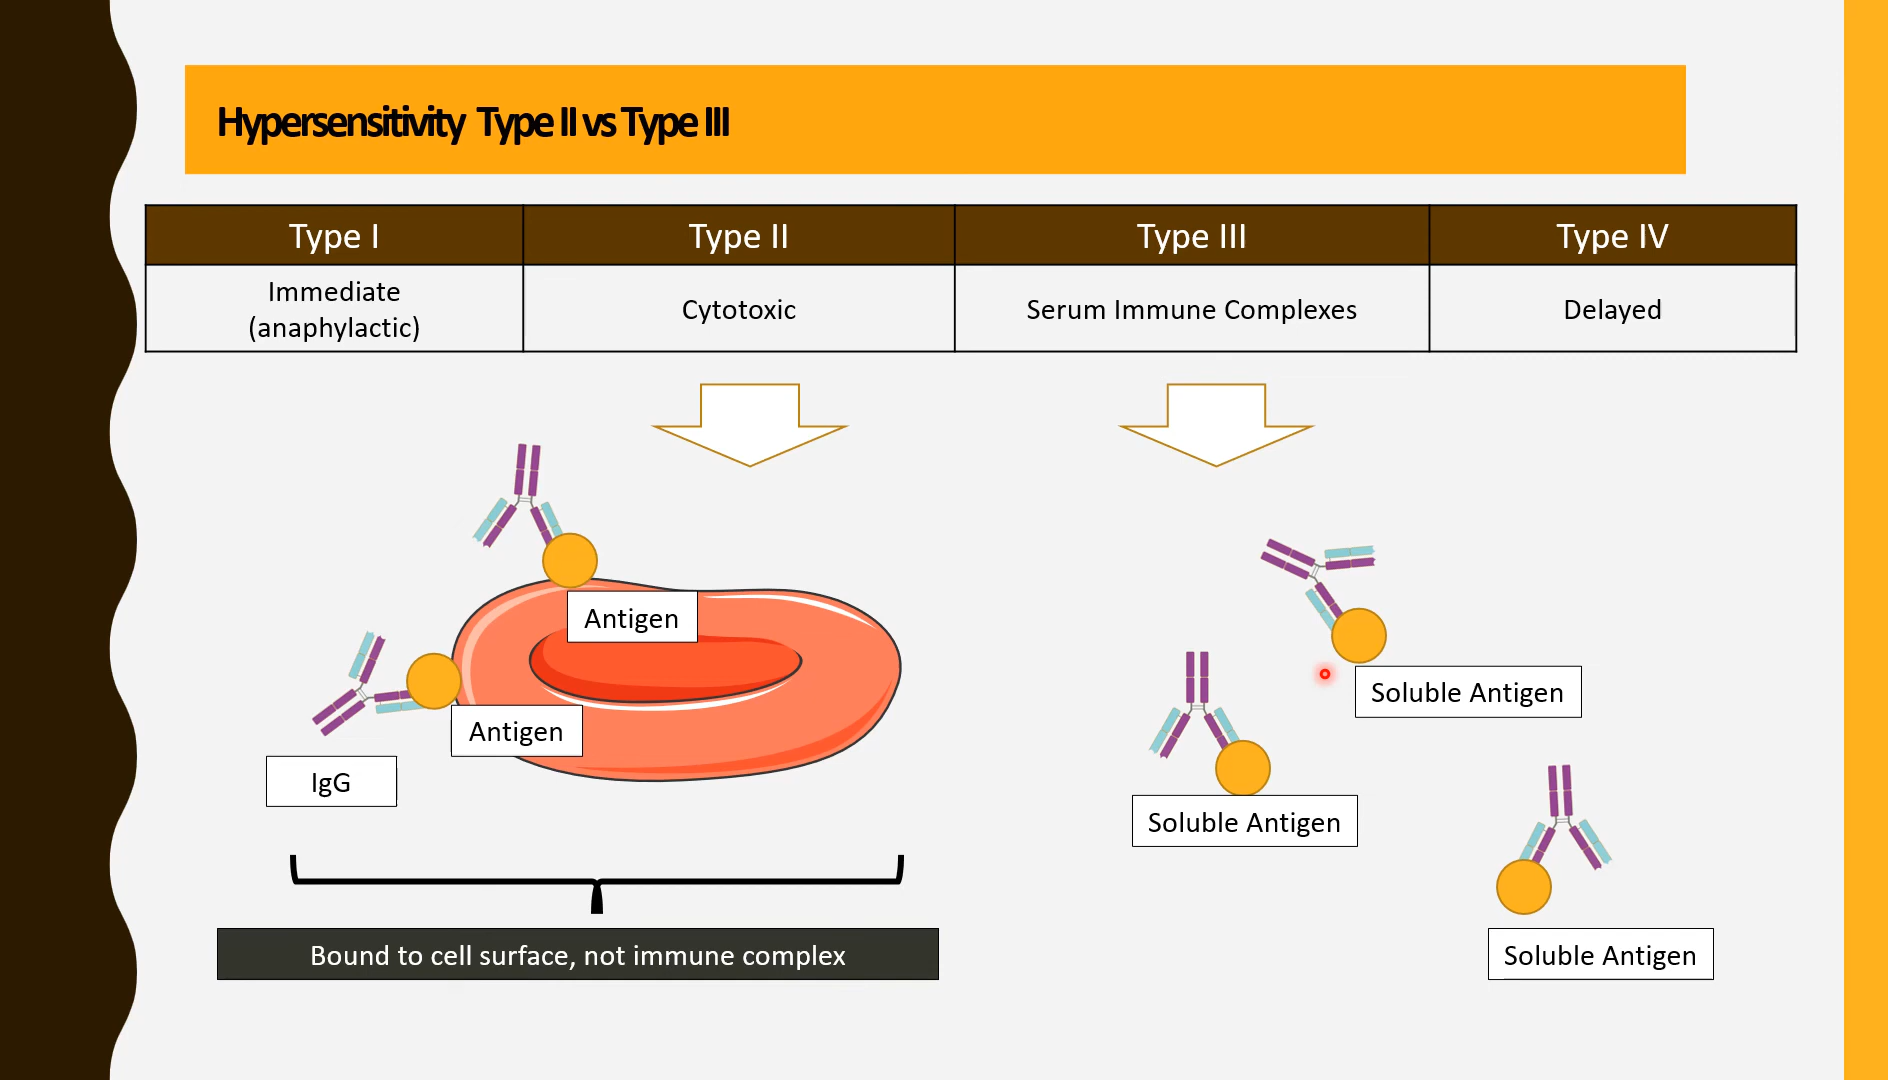 Hypersensitivity Type II vs Type III
Type I
Type II
Type III
Type IV
Immediate
(anaphylactic)
Cytotoxic
Serum Immune Complexes
Delayed
Antigen
Antigen
IgG
Bound to cell surface, not immune complex
Soluble Antigen
Soluble Antigen
Soluble Antigen